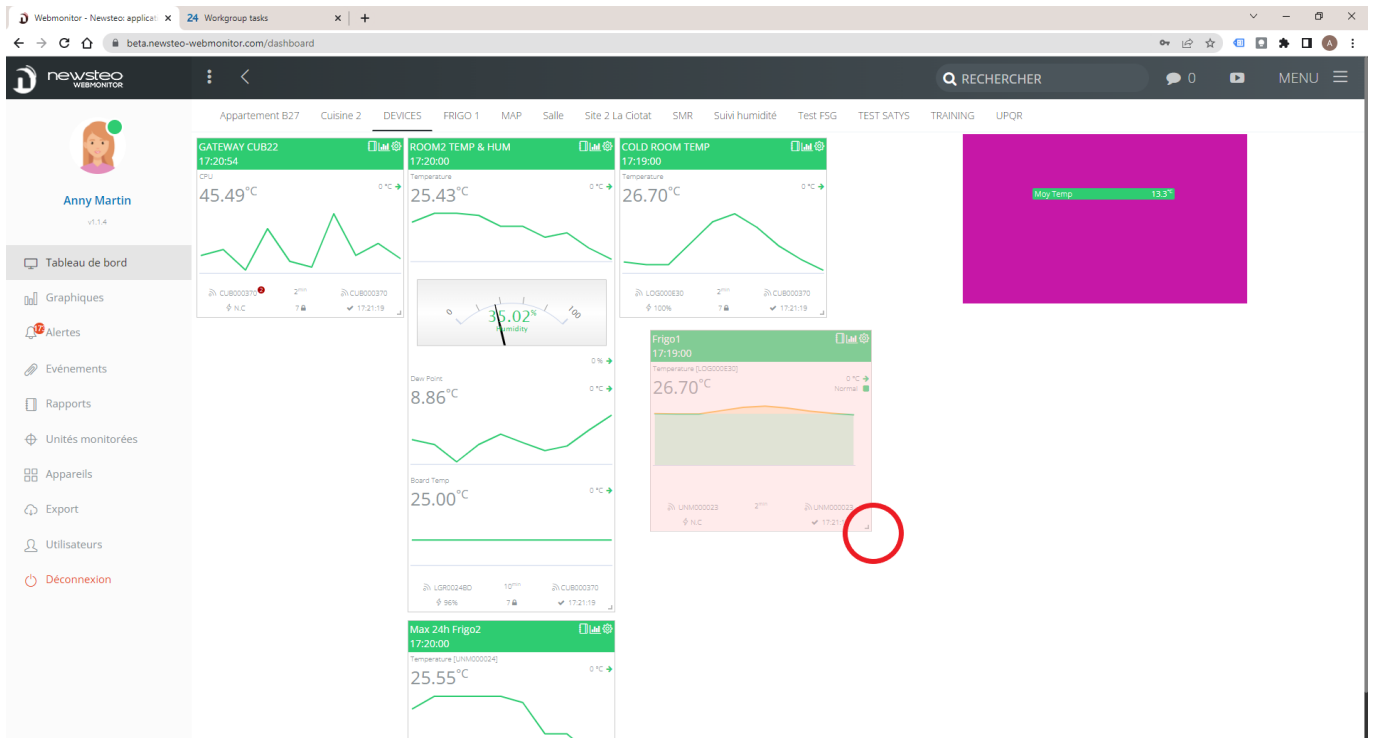 Webmonitor - Newsteo: applicat
24 Workgroup tasks
beta.newsteo-webmonitor.com/dashboard
A
newsteo
WEBMONITOR
RECHERCHER
0
MENU
Anny Martin
v1.1.4
Tableau de bord
Graphiques
Alertes
Evénements
Rapports
Unités monitorées
Appareils
Export
Utilisateurs
Déconnexion
Appartement B27 Cuisine 2 DEVICES FRIGO 1 MAP Salle Site 2 La Ciotat SMR Suivi humidité Test FSG TEST SATYS TRAINING UPQR
GATEWAY CUB22
17:20:54
CPU
45.49°C
0 °C
CUB000370 2 2min CUB000370
N.C 7 17:21:19
ROOM2 TEMP & HUM
17:20:00
Temperature
25.43°C
0 °C
0 35.02% 100
Humidity
0 %
Dew Point
8.86°C
0 °C
Board Temp
25.00°C
0 °C
LGR0024BD 10min CUB000370
96% 7 17:21:19
Max 24h Frigo2
17:20:00
Temperature [UNM000024]
25.55°C
0 °C
COLD ROOM TEMP
17:19:00
Temperature
26.70°C
0 °C
LOG000E30 2min CUB000370
100% 7 17:21:19
Frigo1
17:19:00
Temperature [LOG000E30]
26.70°C
0 °C
Normal
UNM000023 2min UNM000023
N.C
Moy Temp 13.3°C